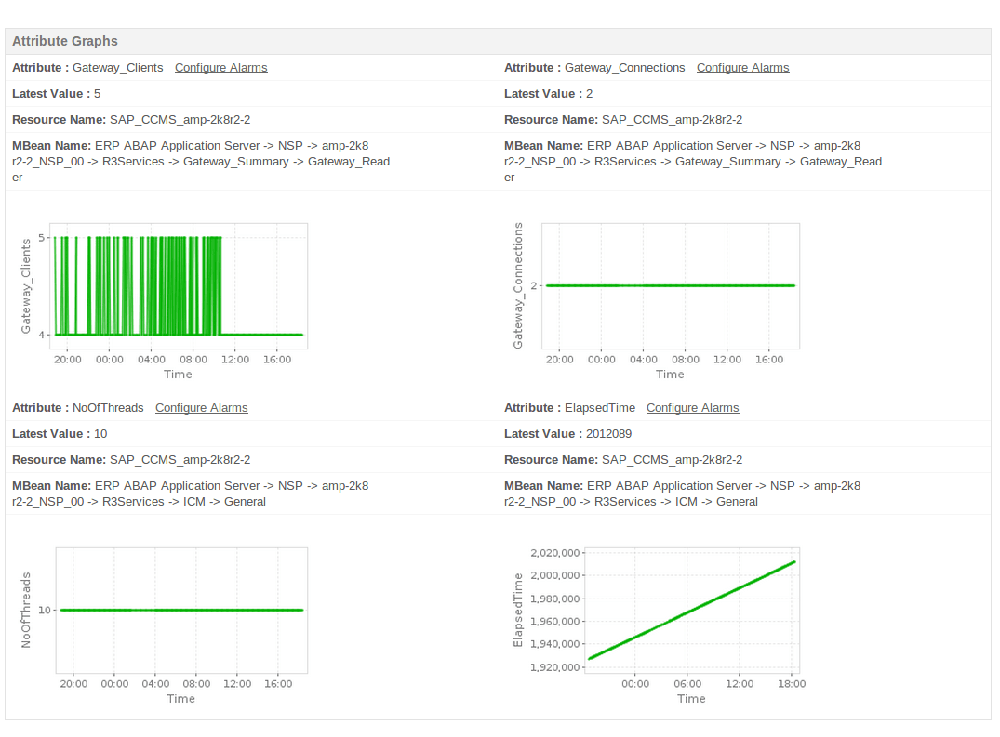 Attribute Graphs
Attribute : Gateway_Clients Configure Alarms
Latest Value : 5
Resource Name: SAP_CCMS_amp-2k8r2-2
MBean Name: ERP ABAP Application Server -> NSP -> amp-2k8
r2-2_NSP_00 -> R3Services -> Gateway_Summary -> Gateway_Read
er
Gateway_Clients
5
4
20:00 00:00 04:00 08:00 12:00 16:00
Time
Attribute : Gateway_Connections Configure Alarms
Latest Value : 2
Resource Name: SAP_CCMS_amp-2k8r2-2
MBean Name: ERP ABAP Application Server -> NSP -> amp-2k8
r2-2_NSP_00 -> R3Services -> Gateway_Summary -> Gateway_Read
er
Gateway_Connections
2
20:00 00:00 04:00 08:00 12:00 16:00
Time
Attribute : NoOfThreads Configure Alarms
Latest Value : 10
Resource Name: SAP_CCMS_amp-2k8r2-2
MBean Name: ERP ABAP Application Server -> NSP -> amp-2k8
r2-2_NSP_00 -> R3Services -> ICM -> General
NoOfThreads
10
20:00 00:00 04:00 08:00 12:00 16:00
Time
Attribute : ElapsedTime Configure Alarms
Latest Value : 2012089
Resource Name: SAP_CCMS_amp-2k8r2-2
MBean Name: ERP ABAP Application Server -> NSP -> amp-2k8
r2-2_NSP_00 -> R3Services -> ICM -> General
ElapsedTime
2,020,000
2,000,000
1,980,000
1,960,000
1,940,000
1,920,000
00:00 06:00 12:00 18:00
Time